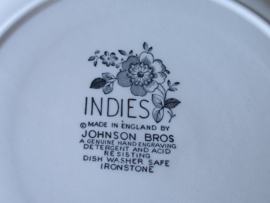 INDIES
© MADE IN ENGLAND BY
JOHNSON BROS
A GENUINE HAND ENGRAVING
DETERGENT AND ACID
RESISTING
DISH WASHER SAFE
IRONSTONE